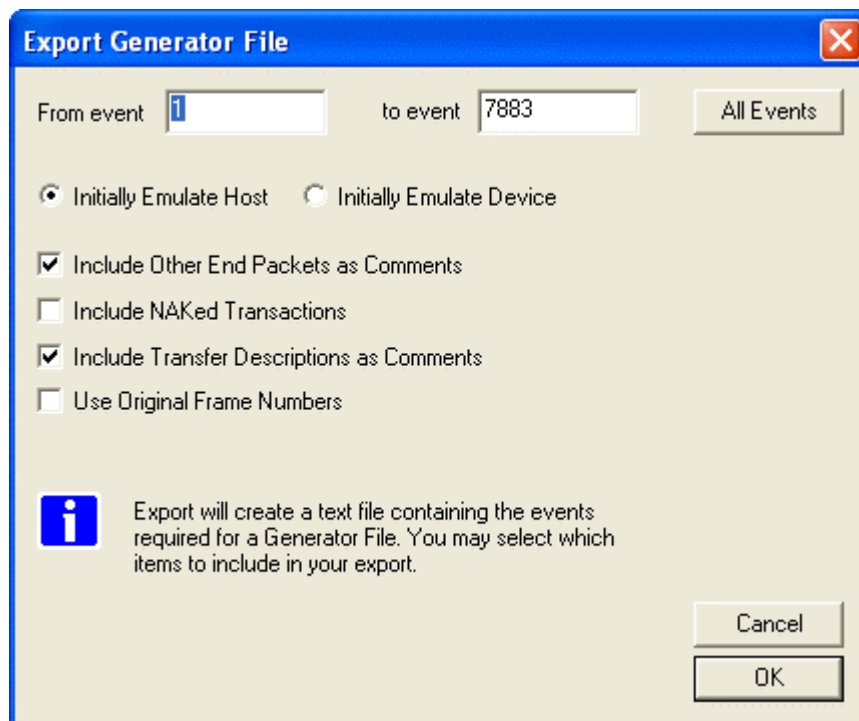 Export Generator File
From event 1 to event 7883 All Events
Initially Emulate Host Initially Emulate Device
Include Other End Packets as Comments
Include NAKed Transactions
Include Transfer Descriptions as Comments
Use Original Frame Numbers
Export will create a text file containing the events
required for a Generator File. You may select which
items to include in your export.
Cancel
OK